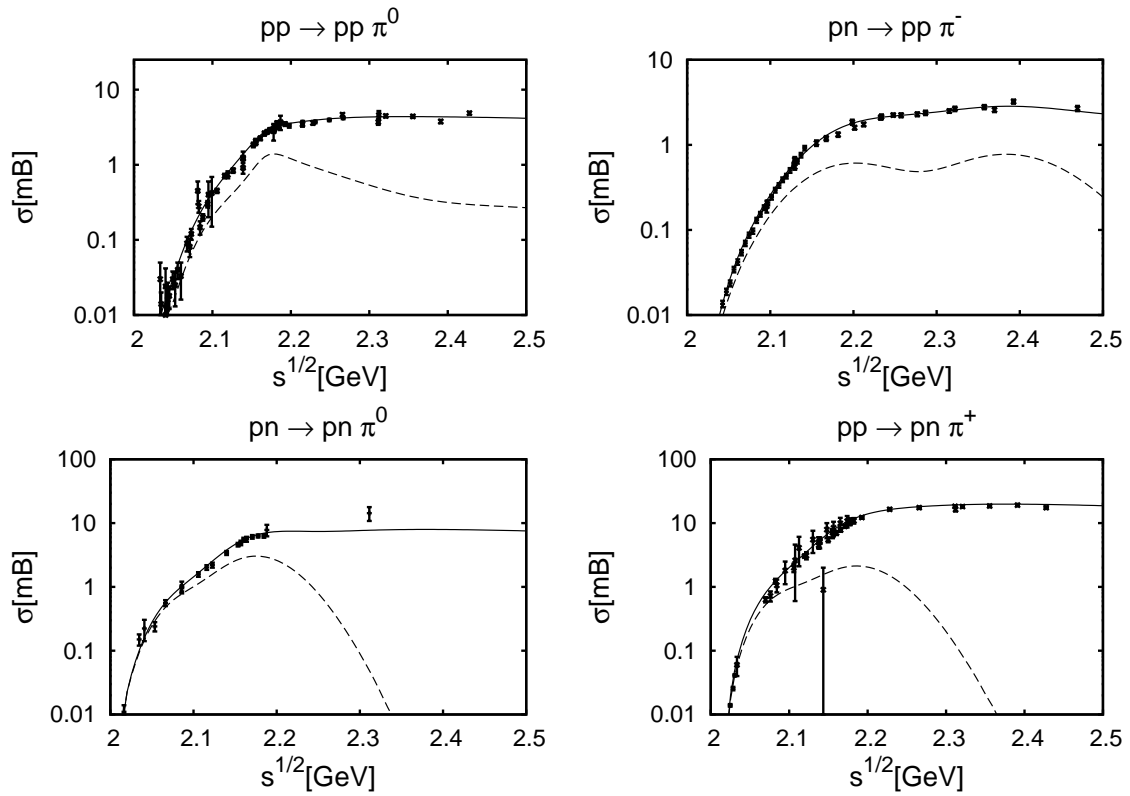 pp → pp π⁰
σ[mB]
10
1
0.1
0.01
2 2.1 2.2 2.3 2.4 2.5
s^1/2[GeV]
pn → pp π⁻
σ[mB]
10
1
0.1
0.01
2 2.1 2.2 2.3 2.4 2.5
s^1/2[GeV]
pn → pn π⁰
σ[mB]
100
10
1
0.1
0.01
2 2.1 2.2 2.3 2.4 2.5
s^1/2[GeV]
pp → pn π⁺
σ[mB]
100
10
1
0.1
0.01
2 2.1 2.2 2.3 2.4 2.5
s^1/2[GeV]